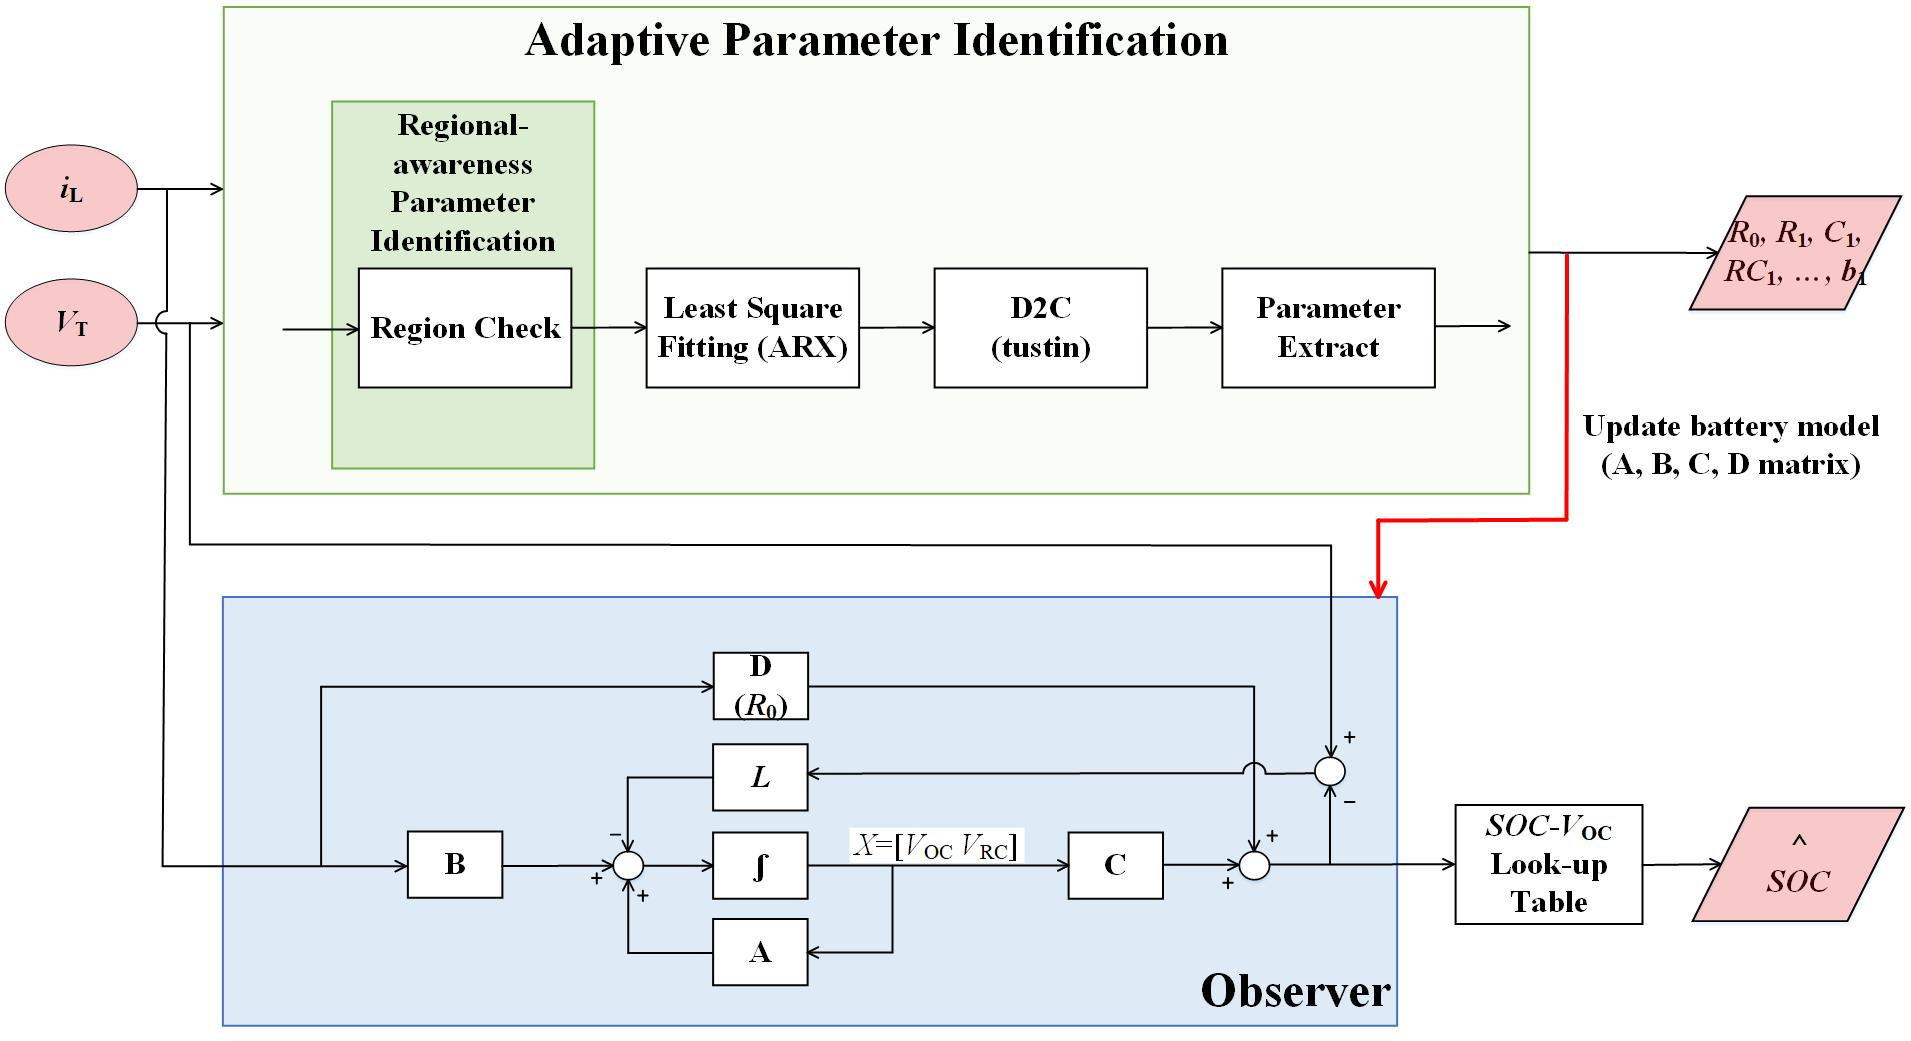 Adaptive Parameter Identification
Regional-
awareness
Parameter
Identification
iL
VT
Region Check
Least Square
Fitting (ARX)
D2C
(tustin)
Parameter
Extract
R0, R1, C1,
RC1, ..., b1
Update battery model
(A, B, C, D matrix)
D
(R0)
+
L
−
−
+
X=[VOC VRC]
B
+
+
∫
C
+
A
SOC-VOC
Look-up
Table
^
SOC
Observer